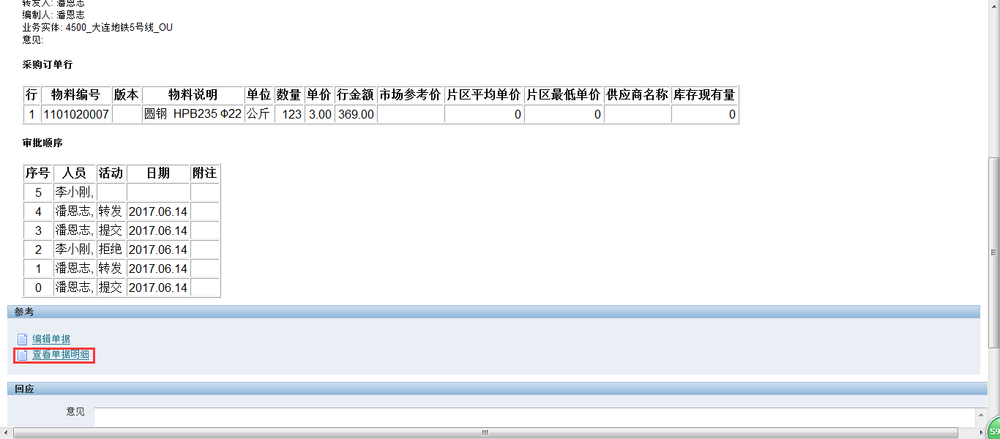 转发人: 潘恩志
编制人: 潘恩志
业务实体: 4500_大连地铁5号线_OU
意见:
采购订单行
行 物料编号 版本 物料说明 单位 数量 单价 行金额 市场参考价 片区平均单价 片区最低单价 供应商名称 库存现有量
1 1101020007 圆钢 HPB235 Φ22 公斤 123 3.00 369.00 0 0 0
审批顺序
序号 人员 活动 日期 附注
5 李小刚,
4 潘恩志, 转发 2017.06.14
3 潘恩志, 提交 2017.06.14
2 李小刚, 拒绝 2017.06.14
1 潘恩志, 转发 2017.06.14
0 潘恩志, 提交 2017.06.14
参考
编辑单据
查看单据明细
回应
意见
59